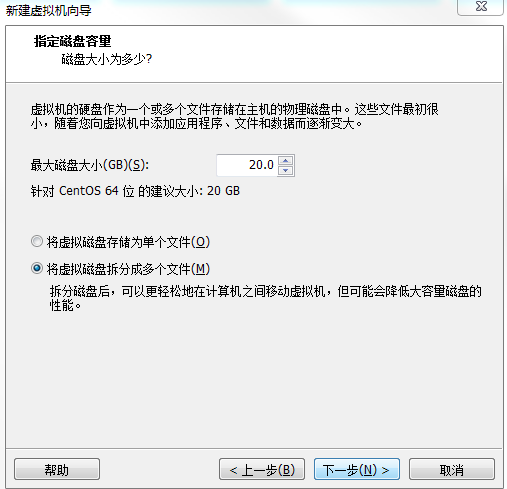 新建虚拟机向导
指定磁盘容量
磁盘大小为多少?
虚拟机的硬盘作为一个或多个文件存储在主机的物理磁盘中。这些文件最初很
小，随着您向虚拟机中添加应用程序、文件和数据而逐渐变大。
最大磁盘大小(GB)(S): 20.0
针对 CentOS 64 位 的建议大小: 20 GB
将虚拟磁盘存储为单个文件(O)
将虚拟磁盘拆分成多个文件(M)
拆分磁盘后，可以更轻松地在计算机之间移动虚拟机，但可能会降低大容量磁盘的
性能。
帮助 < 上一步(B) 下一步(N) > 取消